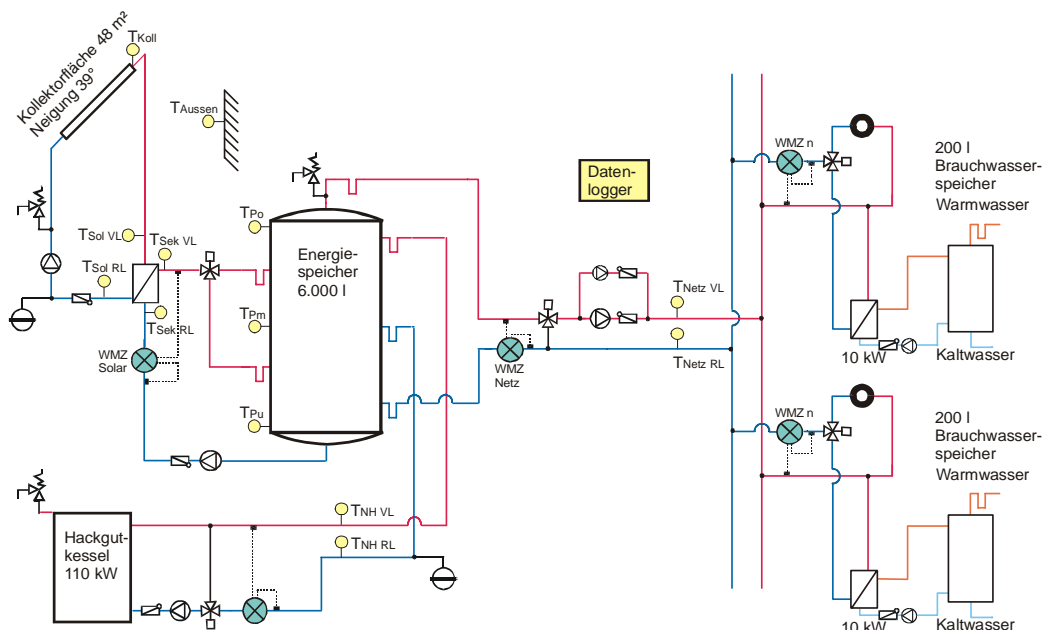 Kollektorfläche 48 m²
Neigung 39°
TKoll
TAussen
TSol VL
TSek VL
TSol RL
TSek RL
WMZ
Solar
TPo
TPm
TPu
Energie-
speicher
6.000 l
Daten-
logger
WMZ
Netz
TNetz VL
TNetz RL
WMZ n
200 l
Brauchwasser-
speicher
Warmwasser
10 kW
Kaltwasser
WMZ n
200 l
Brauchwasser-
speicher
Warmwasser
10 kW
Kaltwasser
Hackgut-
kessel
110 kW
TNH VL
TNH RL